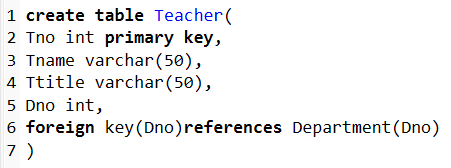 1 create table Teacher(
2 Tno int primary key,
3 Tname varchar(50),
4 Ttitle varchar(50),
5 Dno int,
6 foreign key(Dno)references Department(Dno)
7 )